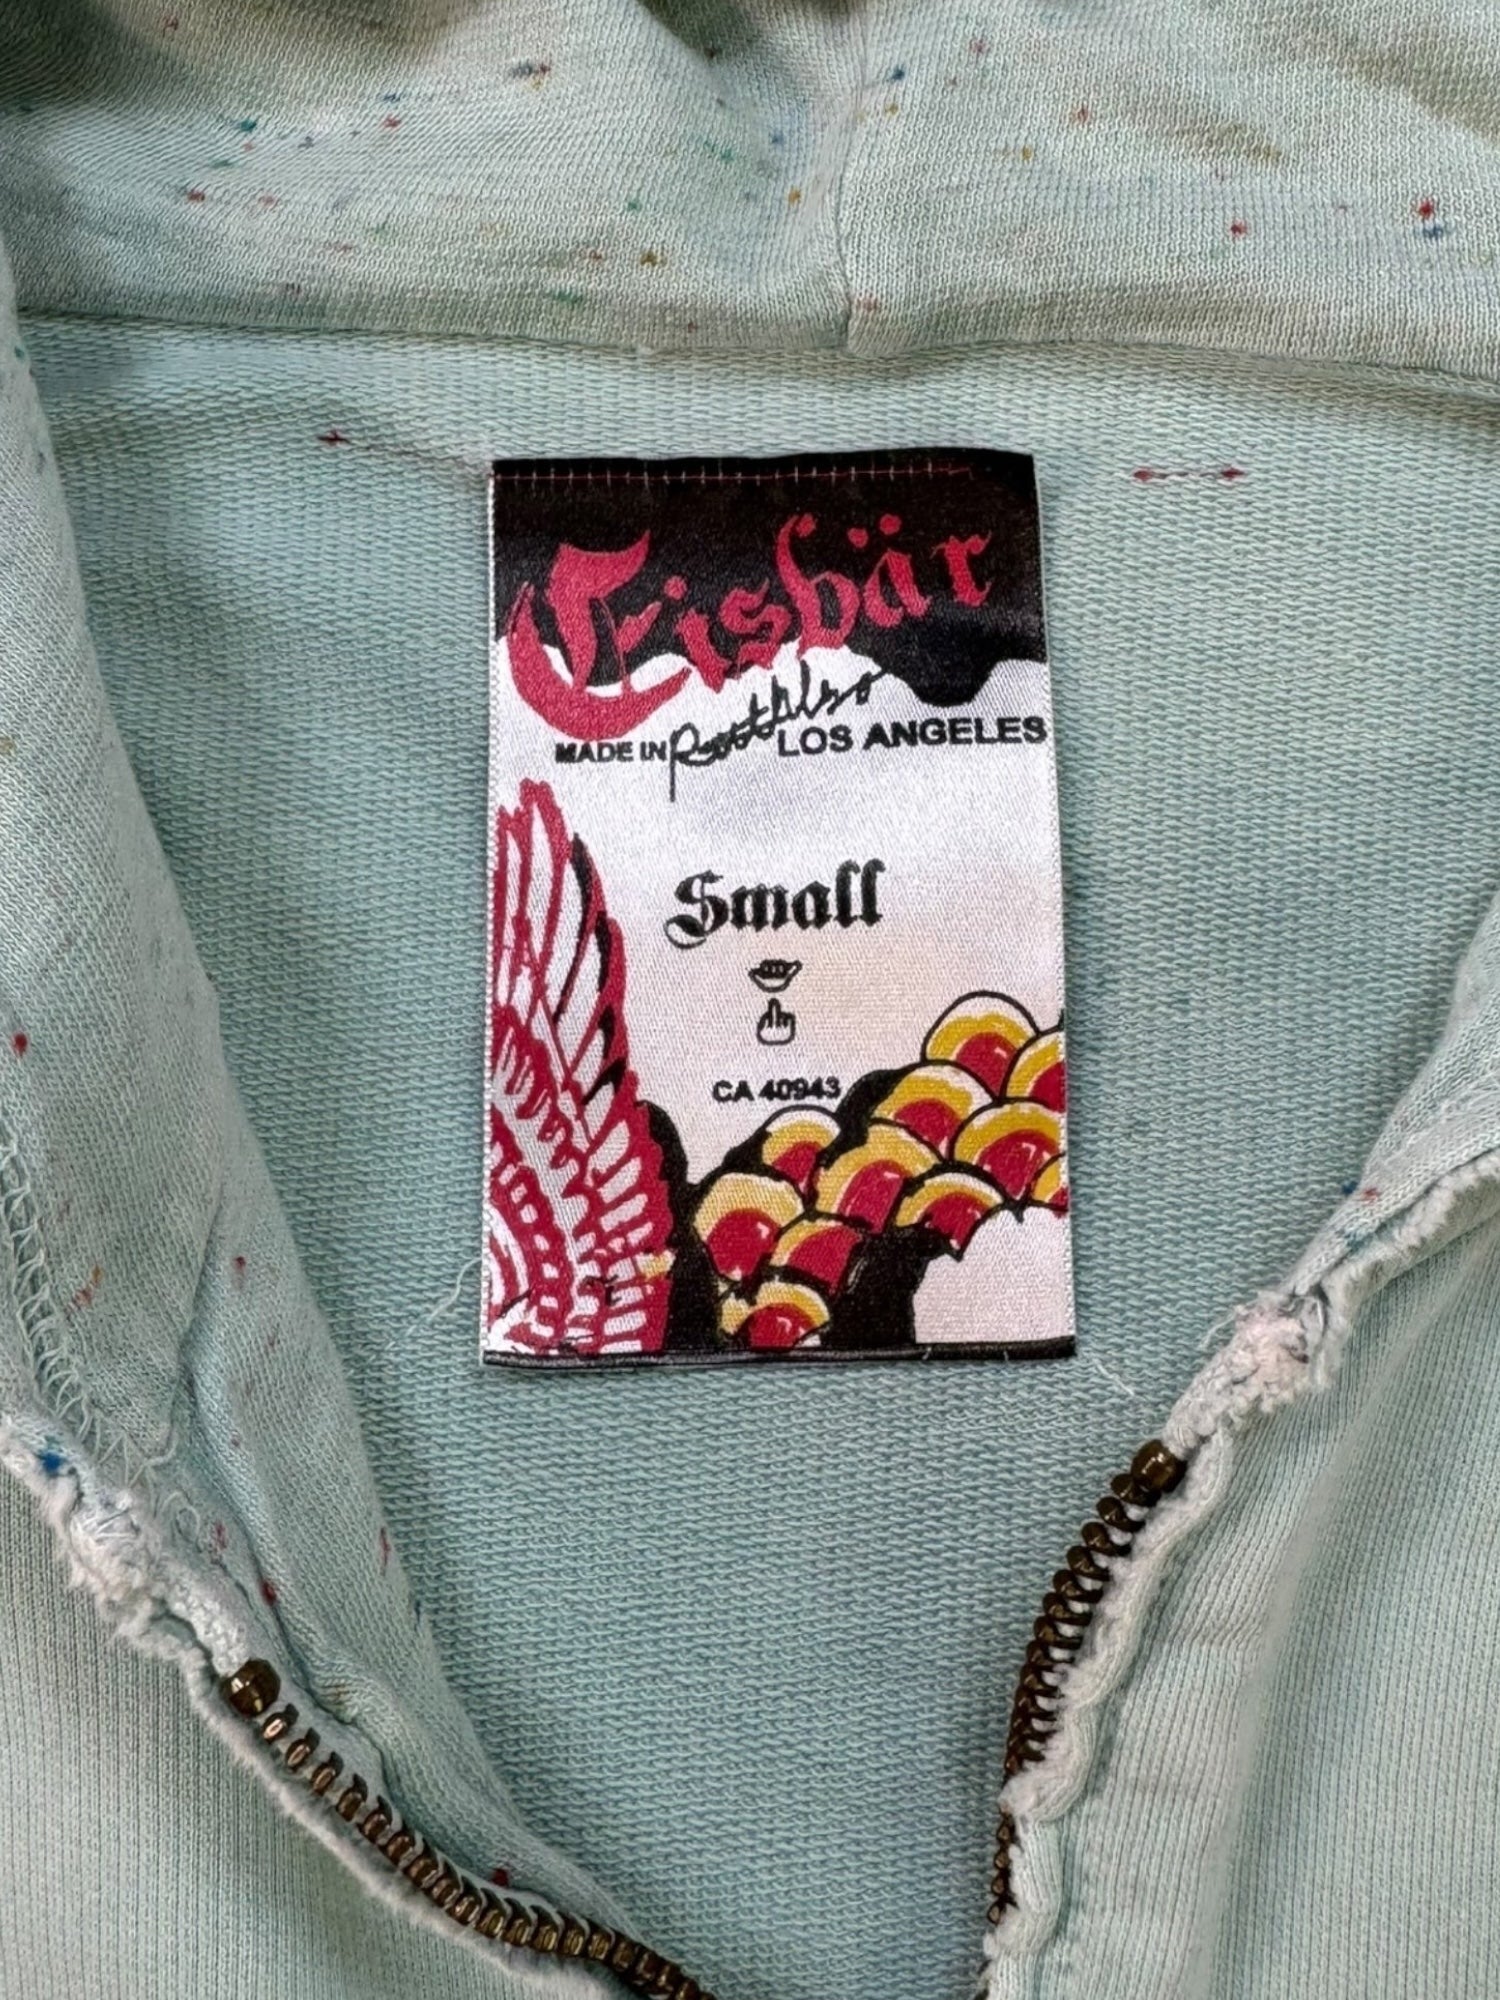 Eisbär
MADE IN LOS ANGELES
Small
CA 40943